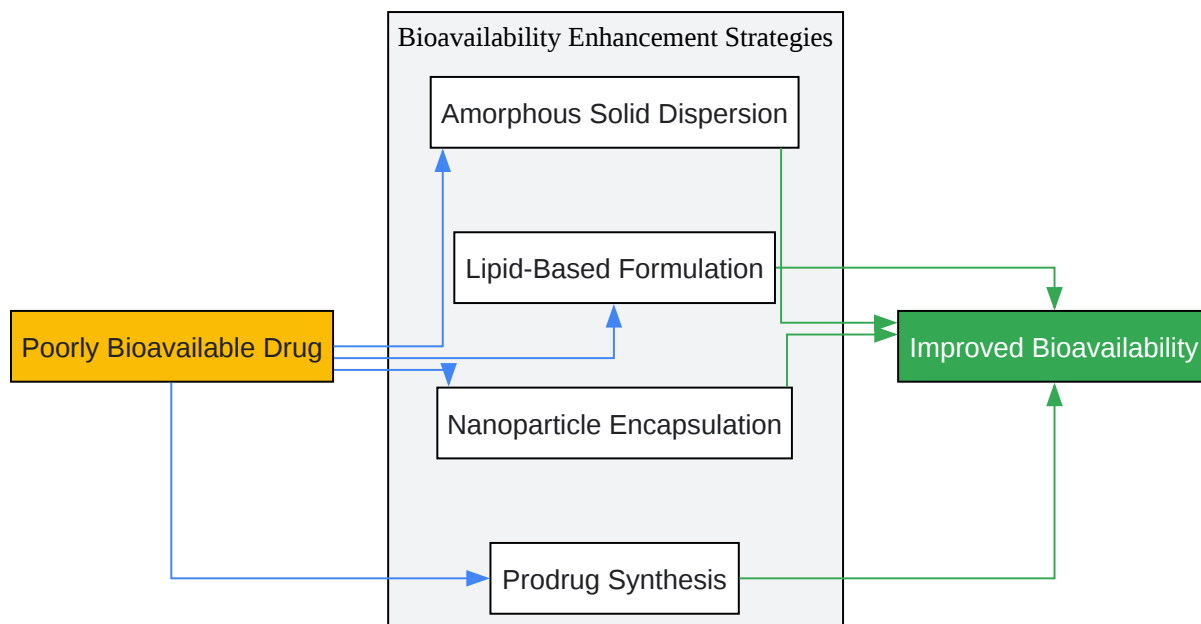 Bioavailability Enhancement Strategies
Amorphous Solid Dispersion
Lipid-Based Formulation
Poorly Bioavailable Drug
Improved Bioavailability
Nanoparticle Encapsulation
Prodrug Synthesis